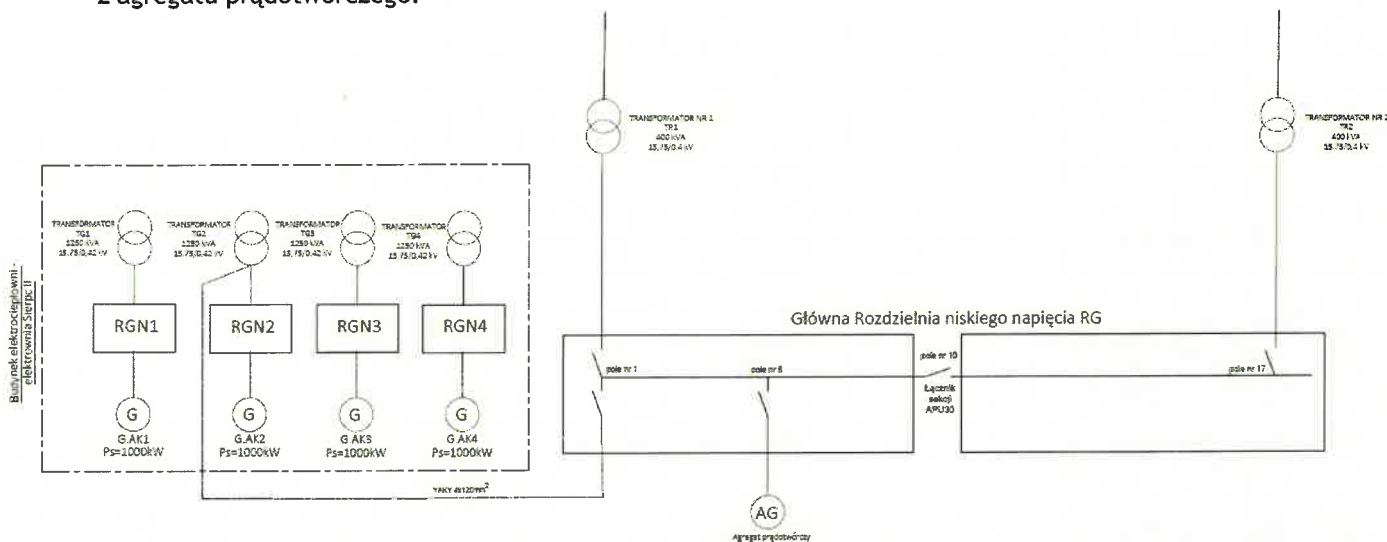 z agregatu prądotwórczego.
TRANSFORMATOR NR 1
TR1
400 kVA
15,75/0,4 kV
TRANSFORMATOR NR 2
TR2
400 kVA
15,75/0,4 kV
TRANSFORMATOR
TG1
1250 kVA
15,75/0,42 kV
TRANSFORMATOR
TG2
1250 kVA
15,75/0,42 kV
TRANSFORMATOR
TG3
1250 kVA
15,75/0,42 kV
TRANSFORMATOR
TG4
1250 kVA
15,75/0,42 kV
Budynek elektrociepłowni -
elektrownia Sierpc II
RGN1
RGN2
RGN3
RGN4
G
G.AK1
Ps=1000kW
G
G.AK2
Ps=1000kW
G
G.AK3
Ps=1000kW
G
G.AK4
Ps=1000kW
YAKY 4x120mm²
Główna Rozdzielnia niskiego napięcia RG
pole nr 1
pole nr 6
pole nr 10
Łącznik
sekcji
APU30
pole nr 17
AG
Agregat prądotwórczy